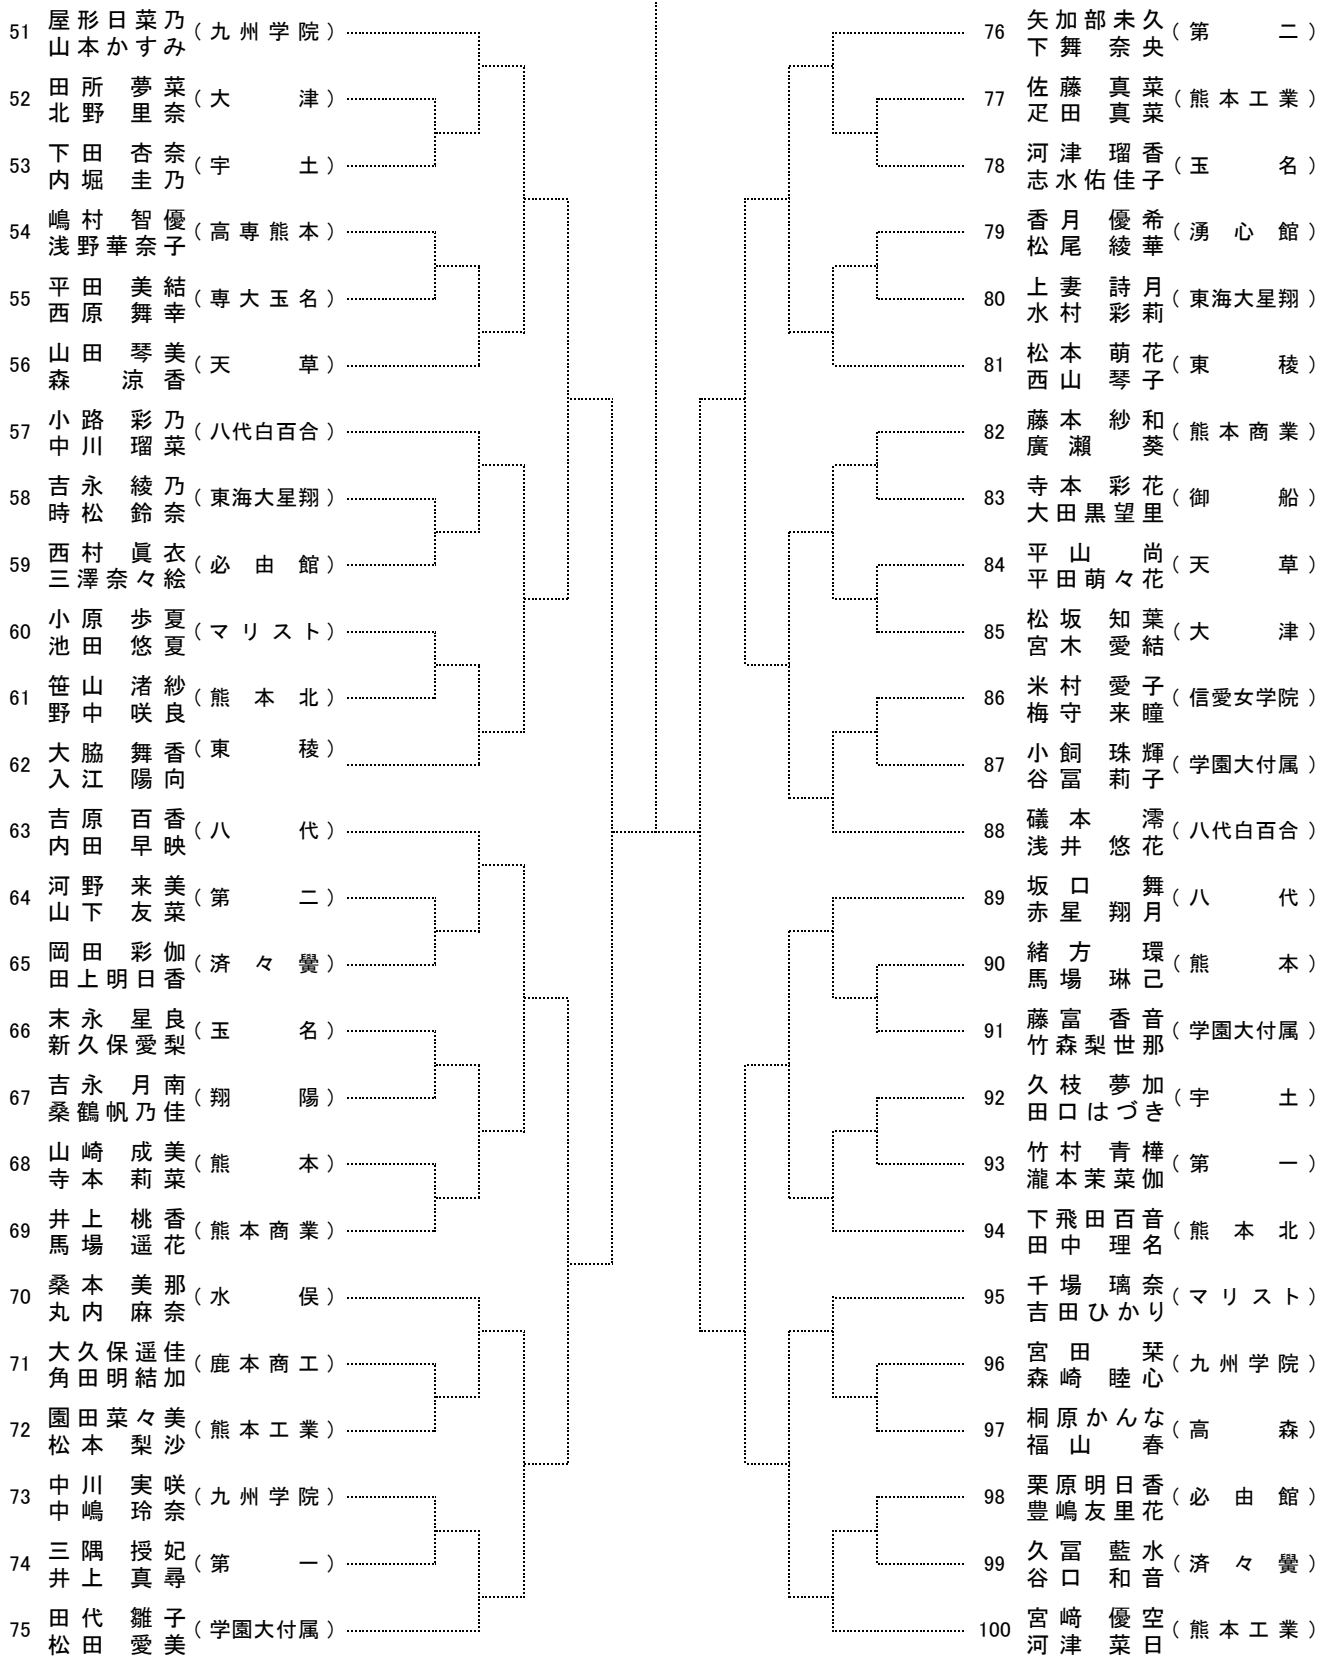 51 屋形日菜乃 山本かすみ (九州学院)
52 田所夢菜 北野里奈 (大津)
53 下田杏奈 内堀圭乃 (宇土)
54 嶋村智優 浅野華奈子 (高専熊本)
55 平田美結 西原舞幸 (専大玉名)
56 山田琴美 森涼香 (天草)
57 小路彩乃 中川瑠菜 (八代白百合)
58 吉永綾乃 時松鈴奈 (東海大星翔)
59 西村眞衣 三澤奈々絵 (必由館)
60 小原歩夏 池田悠夏 (マリスト)
61 笹山渚紗 野中咲良 (熊本北)
62 大脇舞香 入江陽向 (東稜)
63 吉原百香 内田早映 (八代)
64 河野来美 山下友菜 (第二)
65 岡田彩伽 田上明日香 (済々黌)
66 末永星良 新久保愛梨 (玉名)
67 吉永月南 桑鶴帆乃佳 (翔陽)
68 山崎成美 寺本莉菜 (熊本)
69 井上桃香 馬場遥花 (熊本商業)
70 桑本美那 丸内麻奈 (水俣)
71 大久保遥佳 角田明結加 (鹿本商工)
72 園田菜々美 松本梨沙 (熊本工業)
73 中川実咲 中嶋玲奈 (九州学院)
74 三隅授妃 井上真尋 (第一)
75 田代雛子 松田愛美 (学園大付属)
76 矢加部未久 下舞奈央 (第二)
77 佐藤真菜 疋田真菜 (熊本工業)
78 河津瑠香 志水佑佳子 (玉名)
79 香月優希 松尾綾華 (湧心館)
80 上妻詩月 水村彩莉 (東海大星翔)
81 松本萌花 西山琴子 (東稜)
82 藤本紗和 廣瀬葵 (熊本商業)
83 寺本彩花 大田黒望里 (御船)
84 平山尚 平田萌々花 (天草)
85 松坂知葉 宮木愛結 (大津)
86 米村愛子 梅守来瞳 (信愛女学院)
87 小飼珠輝 谷冨莉子 (学園大付属)
88 礒本澪 浅井悠花 (八代白百合)
89 坂口舞 赤星翔月 (八代)
90 緒方環 馬場琳己 (熊本)
91 藤富香音 竹森梨世那 (学園大付属)
92 久枝夢加 田口はづき (宇土)
93 竹村青樺 瀧本茉菜伽 (第一)
94 下飛田百音 田中理名 (熊本北)
95 千場璃奈 吉田ひかり (マリスト)
96 宮田栞 森崎睦心 (九州学院)
97 桐原かんな 福山春 (高森)
98 栗原明日香 豊嶋友里花 (必由館)
99 久冨藍水 谷口和音 (済々黌)
100 宮﨑優空 河津菜日 (熊本工業)